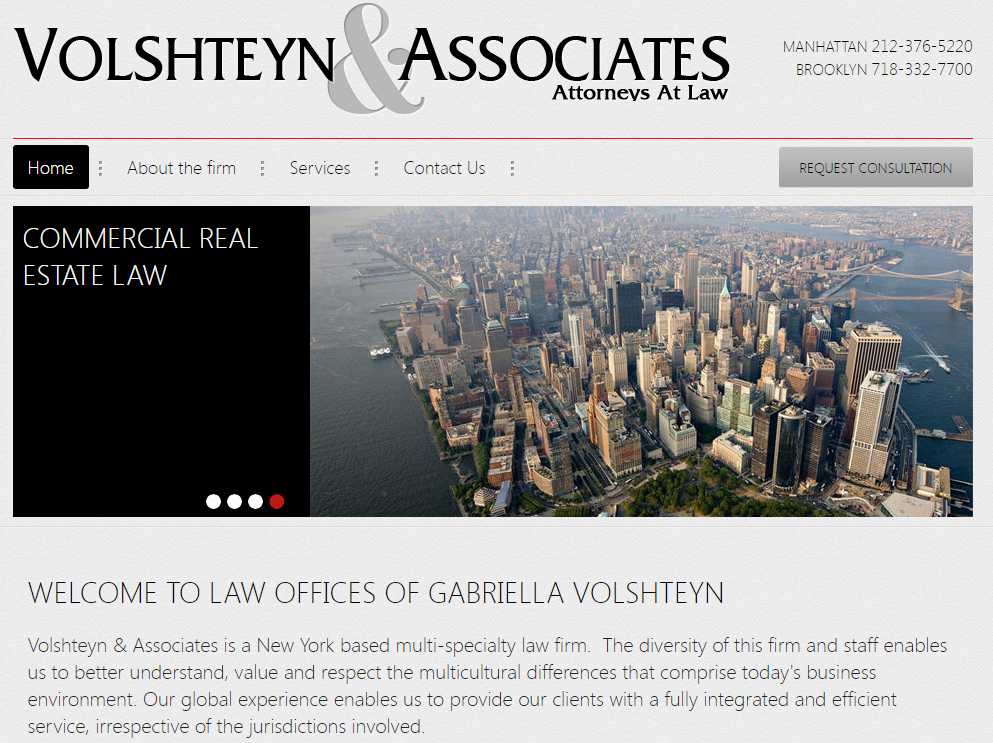 VOLSHTEYN & ASSOCIATES
Attorneys At Law
MANHATTAN 212-376-5220
BROOKLYN 718-332-7700
Home
About the firm
Services
Contact Us
REQUEST CONSULTATION
COMMERCIAL REAL
ESTATE LAW
WELCOME TO LAW OFFICES OF GABRIELLA VOLSHTEYN
Volshteyn & Associates is a New York based multi-specialty law firm.  The diversity of this firm and staff enables
us to better understand, value and respect the multicultural differences that comprise today's business
environment. Our global experience enables us to provide our clients with a fully integrated and efficient
service, irrespective of the jurisdictions involved.